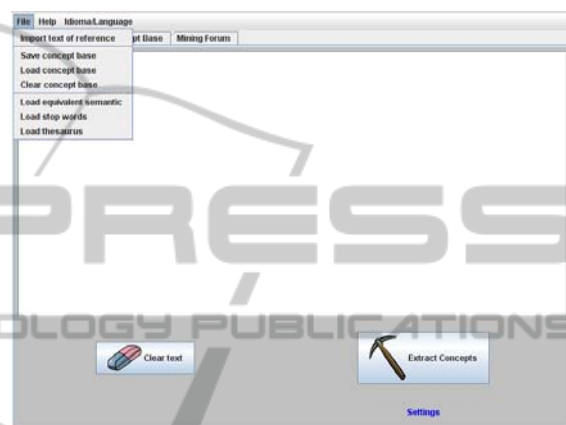 File Help Idioma/Language
Import text of reference pt Base Mining Forum
Save concept base
Load concept base
Clear concept base
Load equivalent semantic
Load stop words
Load thesaurus
PRESS
OLOGY PUBLICATIONS
Clear text Extract Concepts
Settings